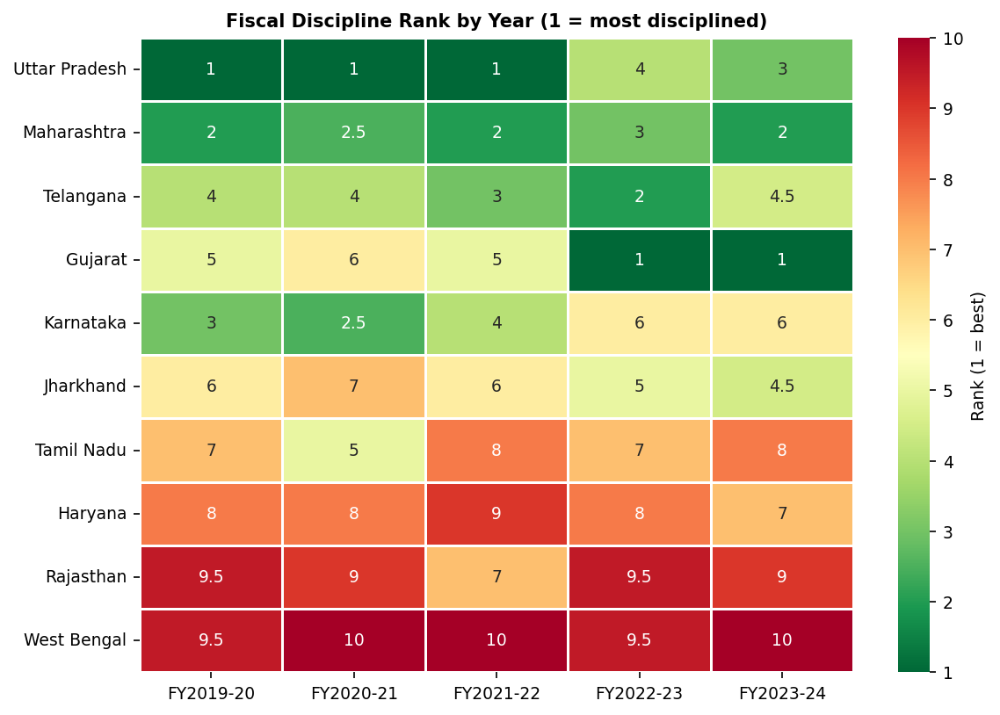 Fiscal Discipline Rank by Year (1 = most disciplined)
Uttar Pradesh 1 1 1 4 3
Maharashtra 2 2.5 2 3 2
Telangana 4 4 3 2 4.5
Gujarat 5 6 5 1 1
Karnataka 3 2.5 4 6 6
Jharkhand 6 7 6 5 4.5
Tamil Nadu 7 5 8 7 8
Haryana 8 8 9 8 7
Rajasthan 9.5 9 7 9.5 9
West Bengal 9.5 10 10 9.5 10
FY2019-20 FY2020-21 FY2021-22 FY2022-23 FY2023-24
10
9
8
7
6
5
4
3
2
1
Rank (1 = best)